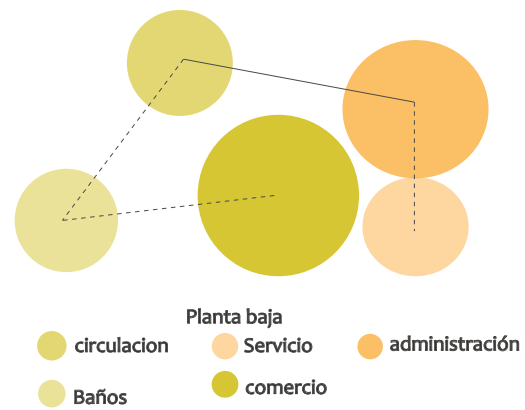 Planta baja
circulacion
Servicio
administración
Baños
comercio